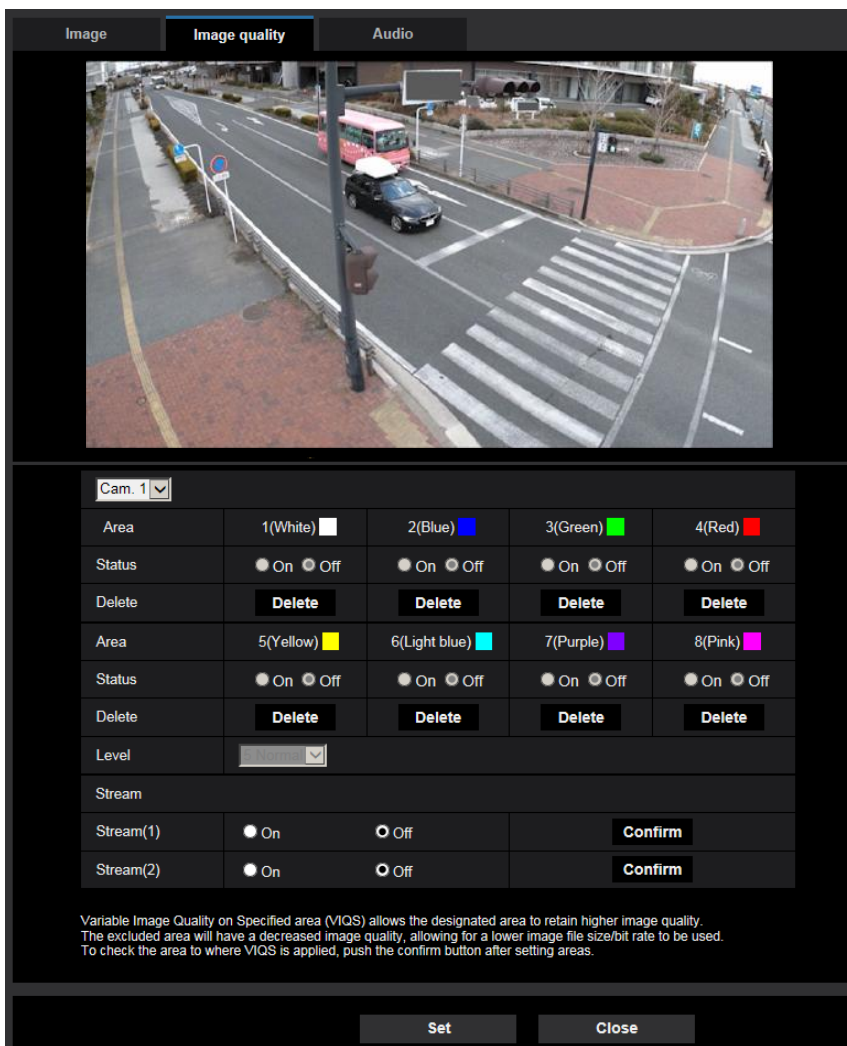 Image Image quality Audio
Cam. 1
Area 1(White) 2(Blue) 3(Green) 4(Red)
Status On Off On Off On Off On Off
Delete Delete Delete Delete Delete
Area 5(Yellow) 6(Light blue) 7(Purple) 8(Pink)
Status On Off On Off On Off On Off
Delete Delete Delete Delete Delete
Level 5 Normal
Stream
Stream(1) On Off Confirm
Stream(2) On Off Confirm
Variable Image Quality on Specified area (VIQS) allows the designated area to retain higher image quality.
The excluded area will have a decreased image quality, allowing for a lower image file size/bit rate to be used.
To check the area to where VIQS is applied, push the confirm button after setting areas.
Set Close